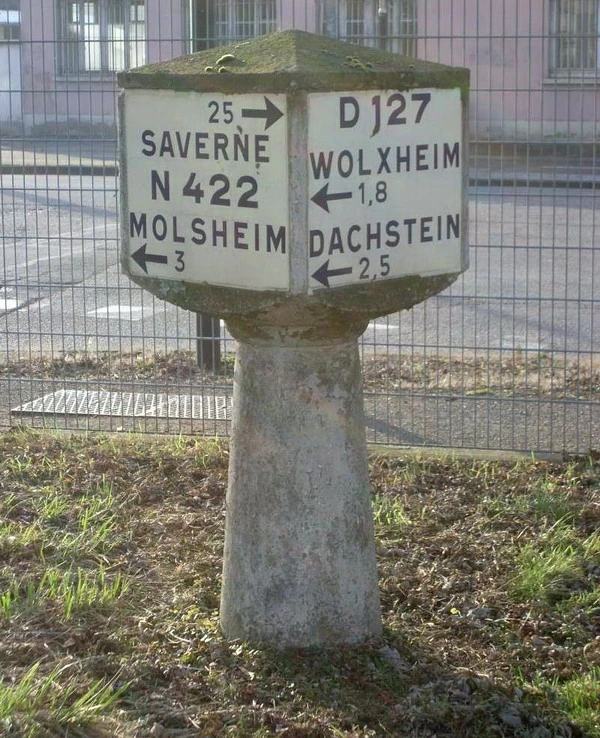 25 →
SAVERNE
N 422
MOLSHEIM
← 3
D 127
WOLXHEIM
← 1,8
DACHSTEIN
← 2,5